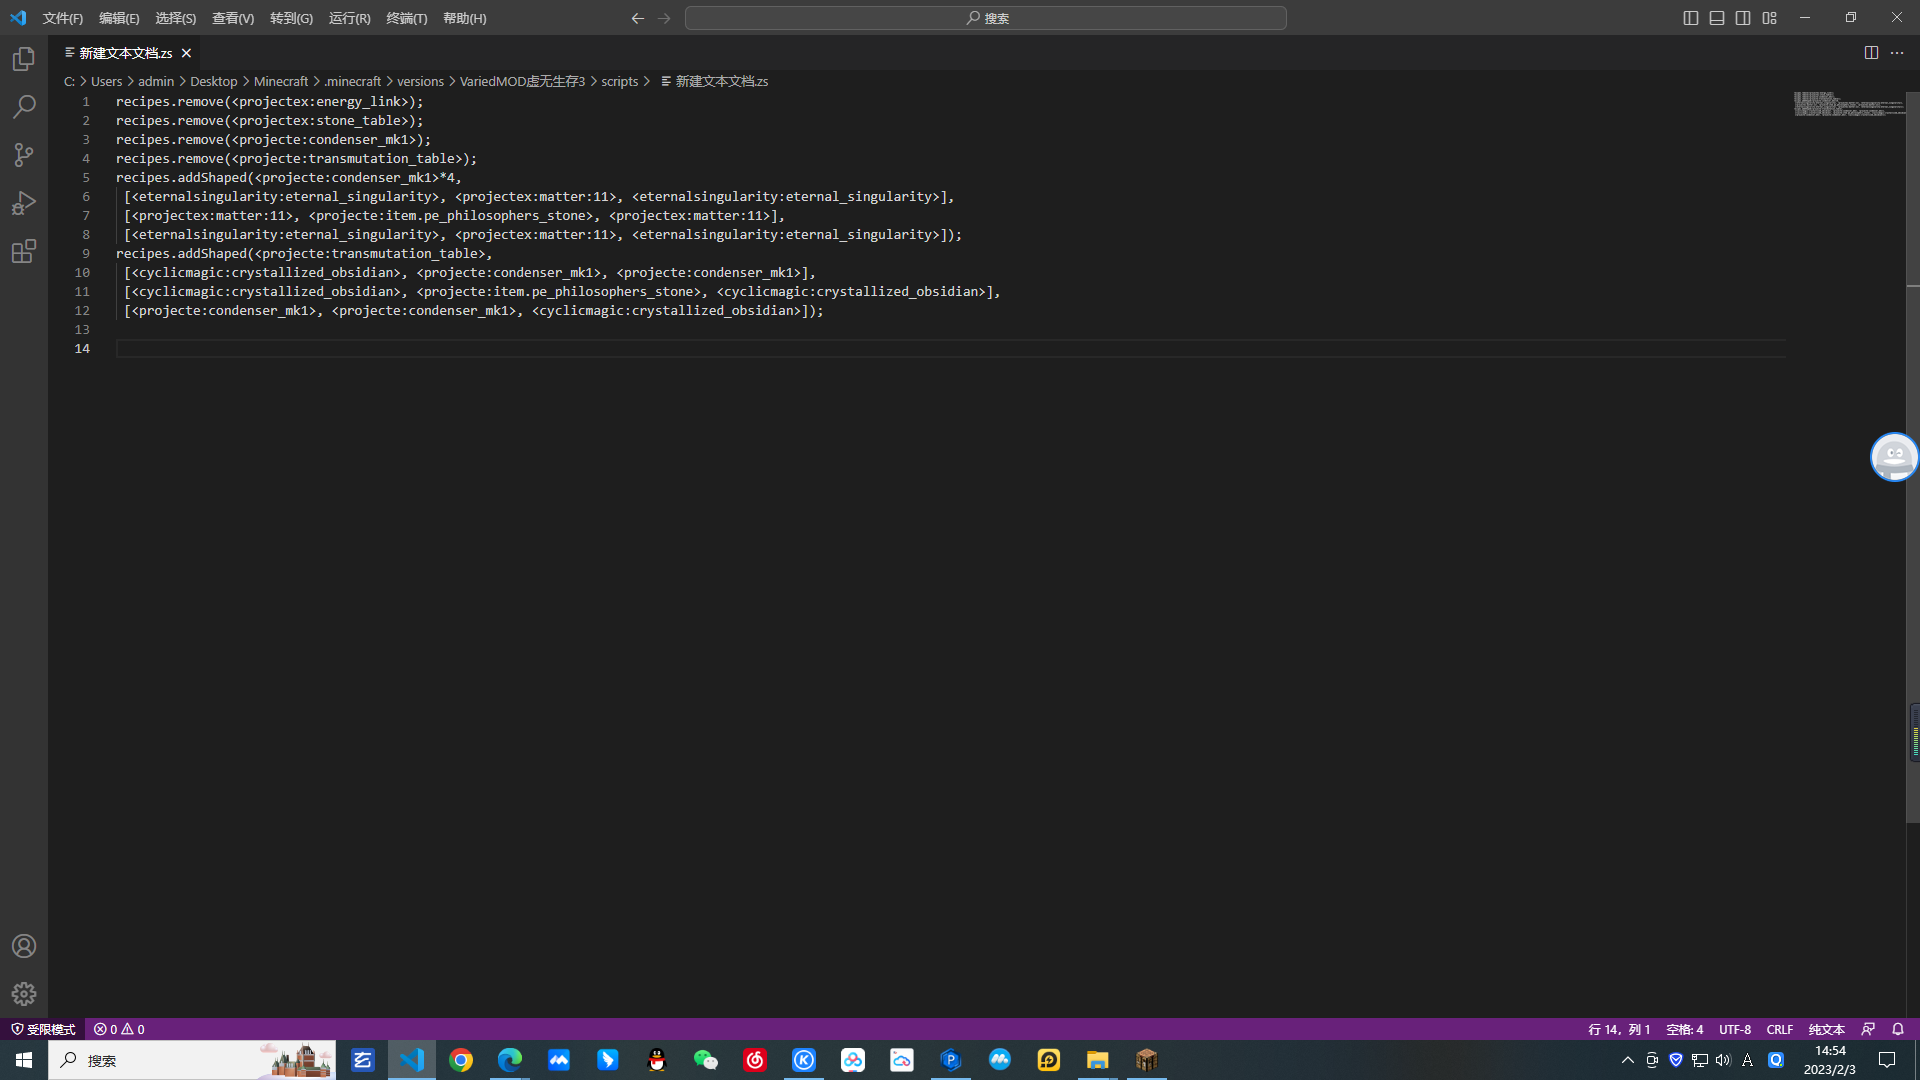 文件(F) 编辑(E) 选择(S) 查看(V) 转到(G) 运行(R) 终端(T) 帮助(H) 搜索
新建文本文档.zs
C: > Users > admin > Desktop > Minecraft > .minecraft > versions > VariedMOD虚无生存3 > scripts > 新建文本文档.zs
1 recipes.remove(<projectex:energy_link>);
2 recipes.remove(<projectex:stone_table>);
3 recipes.remove(<projecte:condenser_mk1>);
4 recipes.remove(<projecte:transmutation_table>);
5 recipes.addShaped(<projecte:condenser_mk1>*4,
6 [<eternalsingularity:eternal_singularity>, <projectex:matter:11>, <eternalsingularity:eternal_singularity>],
7 [<projectex:matter:11>, <projecte:item.pe_philosophers_stone>, <projectex:matter:11>],
8 [<eternalsingularity:eternal_singularity>, <projectex:matter:11>, <eternalsingularity:eternal_singularity>]);
9 recipes.addShaped(<projecte:transmutation_table>,
10 [<cyclicmagic:crystallized_obsidian>, <projecte:condenser_mk1>, <projecte:condenser_mk1>],
11 [<cyclicmagic:crystallized_obsidian>, <projecte:item.pe_philosophers_stone>, <cyclicmagic:crystallized_obsidian>],
12 [<projecte:condenser_mk1>, <projecte:condenser_mk1>, <cyclicmagic:crystallized_obsidian>]);
13
14
受限模式 0 0 行 14，列 1 空格: 4 UTF-8 CRLF 纯文本
搜索 A 14:54
2023/2/3